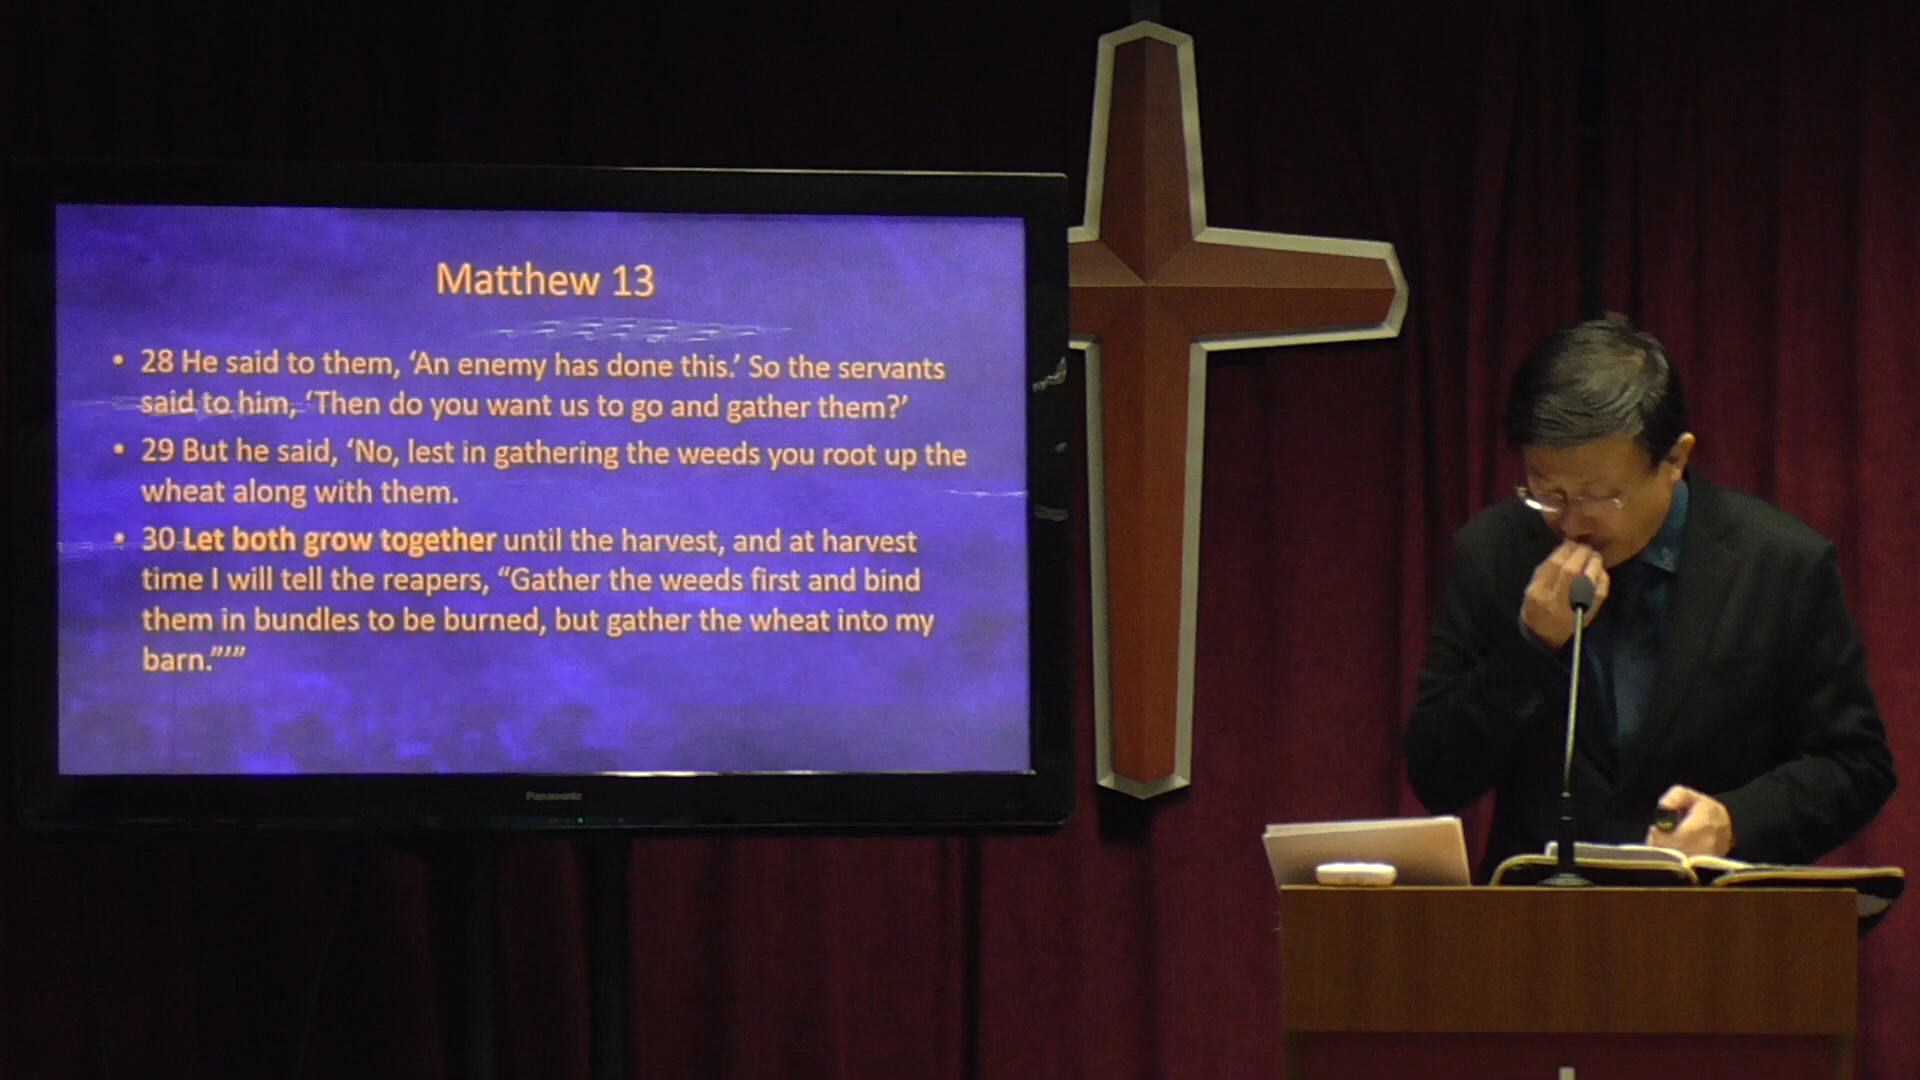 Matthew 13
• 28 He said to them, ‘An enemy has done this.’ So the servants
said to him, ‘Then do you want us to go and gather them?’
• 29 But he said, ‘No, lest in gathering the weeds you root up the
wheat along with them.
• 30 Let both grow together until the harvest, and at harvest
time I will tell the reapers, “Gather the weeds first and bind
them in bundles to be burned, but gather the wheat into my
barn.”’”
Panasonic